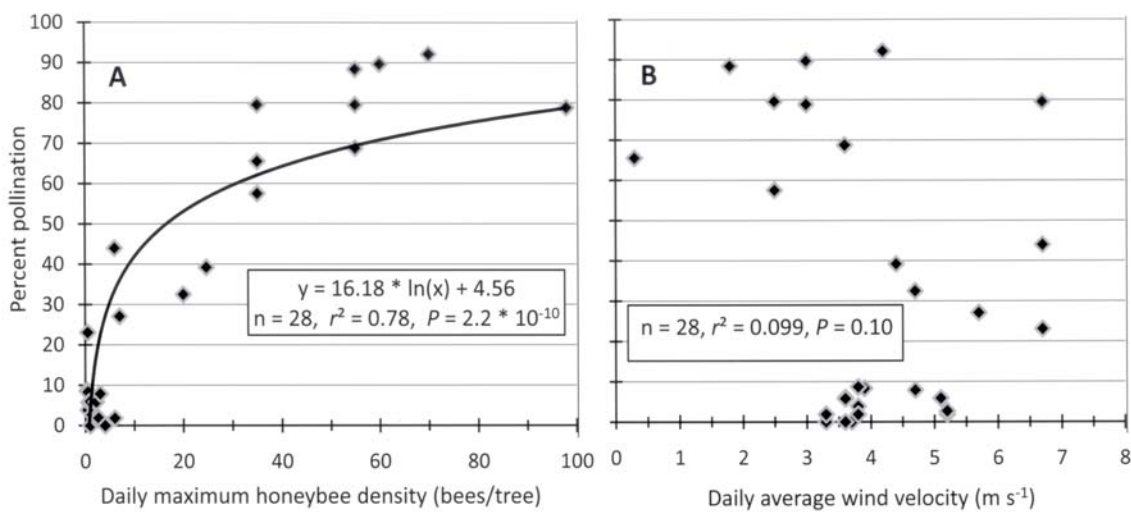 100
90
80
70
60
50
40
30
20
10
0
Percent pollination
A
y = 16.18 * ln(x) + 4.56
n = 28, r² = 0.78, P = 2.2 * 10⁻¹⁰
0 20 40 60 80 100
Daily maximum honeybee density (bees/tree)
B
n = 28, r² = 0.099, P = 0.10
0 1 2 3 4 5 6 7 8
Daily average wind velocity (m s⁻¹)